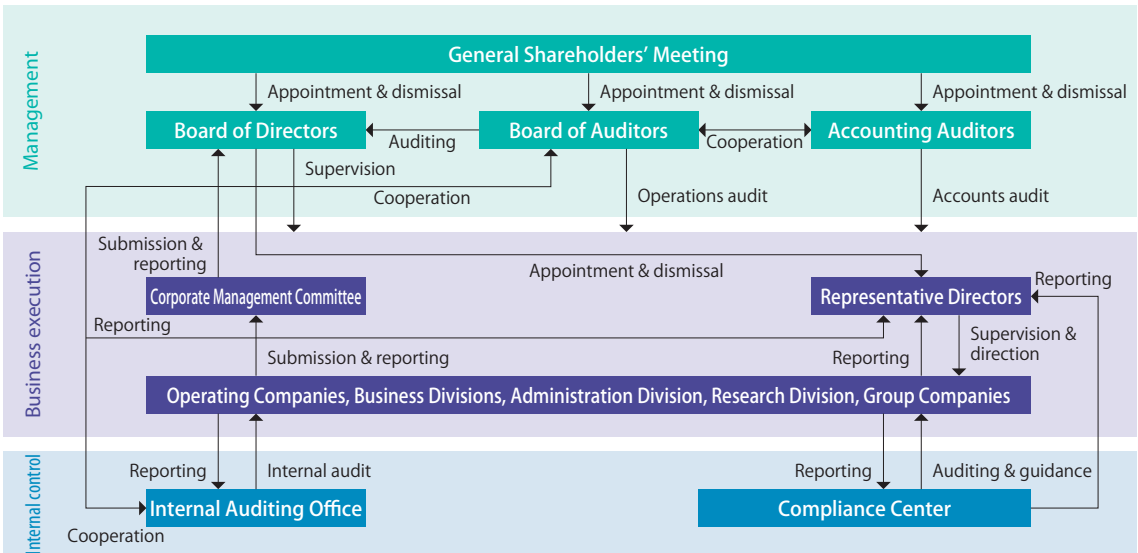 Management
General Shareholders' Meeting
Appointment & dismissal
Appointment & dismissal
Appointment & dismissal
Board of Directors
Auditing
Board of Auditors
Cooperation
Accounting Auditors
Supervision
Cooperation
Operations audit
Accounts audit
Business execution
Submission &
reporting
Appointment & dismissal
Reporting
Corporate Management Committee
Representative Directors
Reporting
Submission & reporting
Reporting
Supervision &
direction
Operating Companies, Business Divisions, Administration Division, Research Division, Group Companies
Internal control
Reporting
Internal audit
Reporting
Auditing & guidance
Internal Auditing Office
Compliance Center
Cooperation